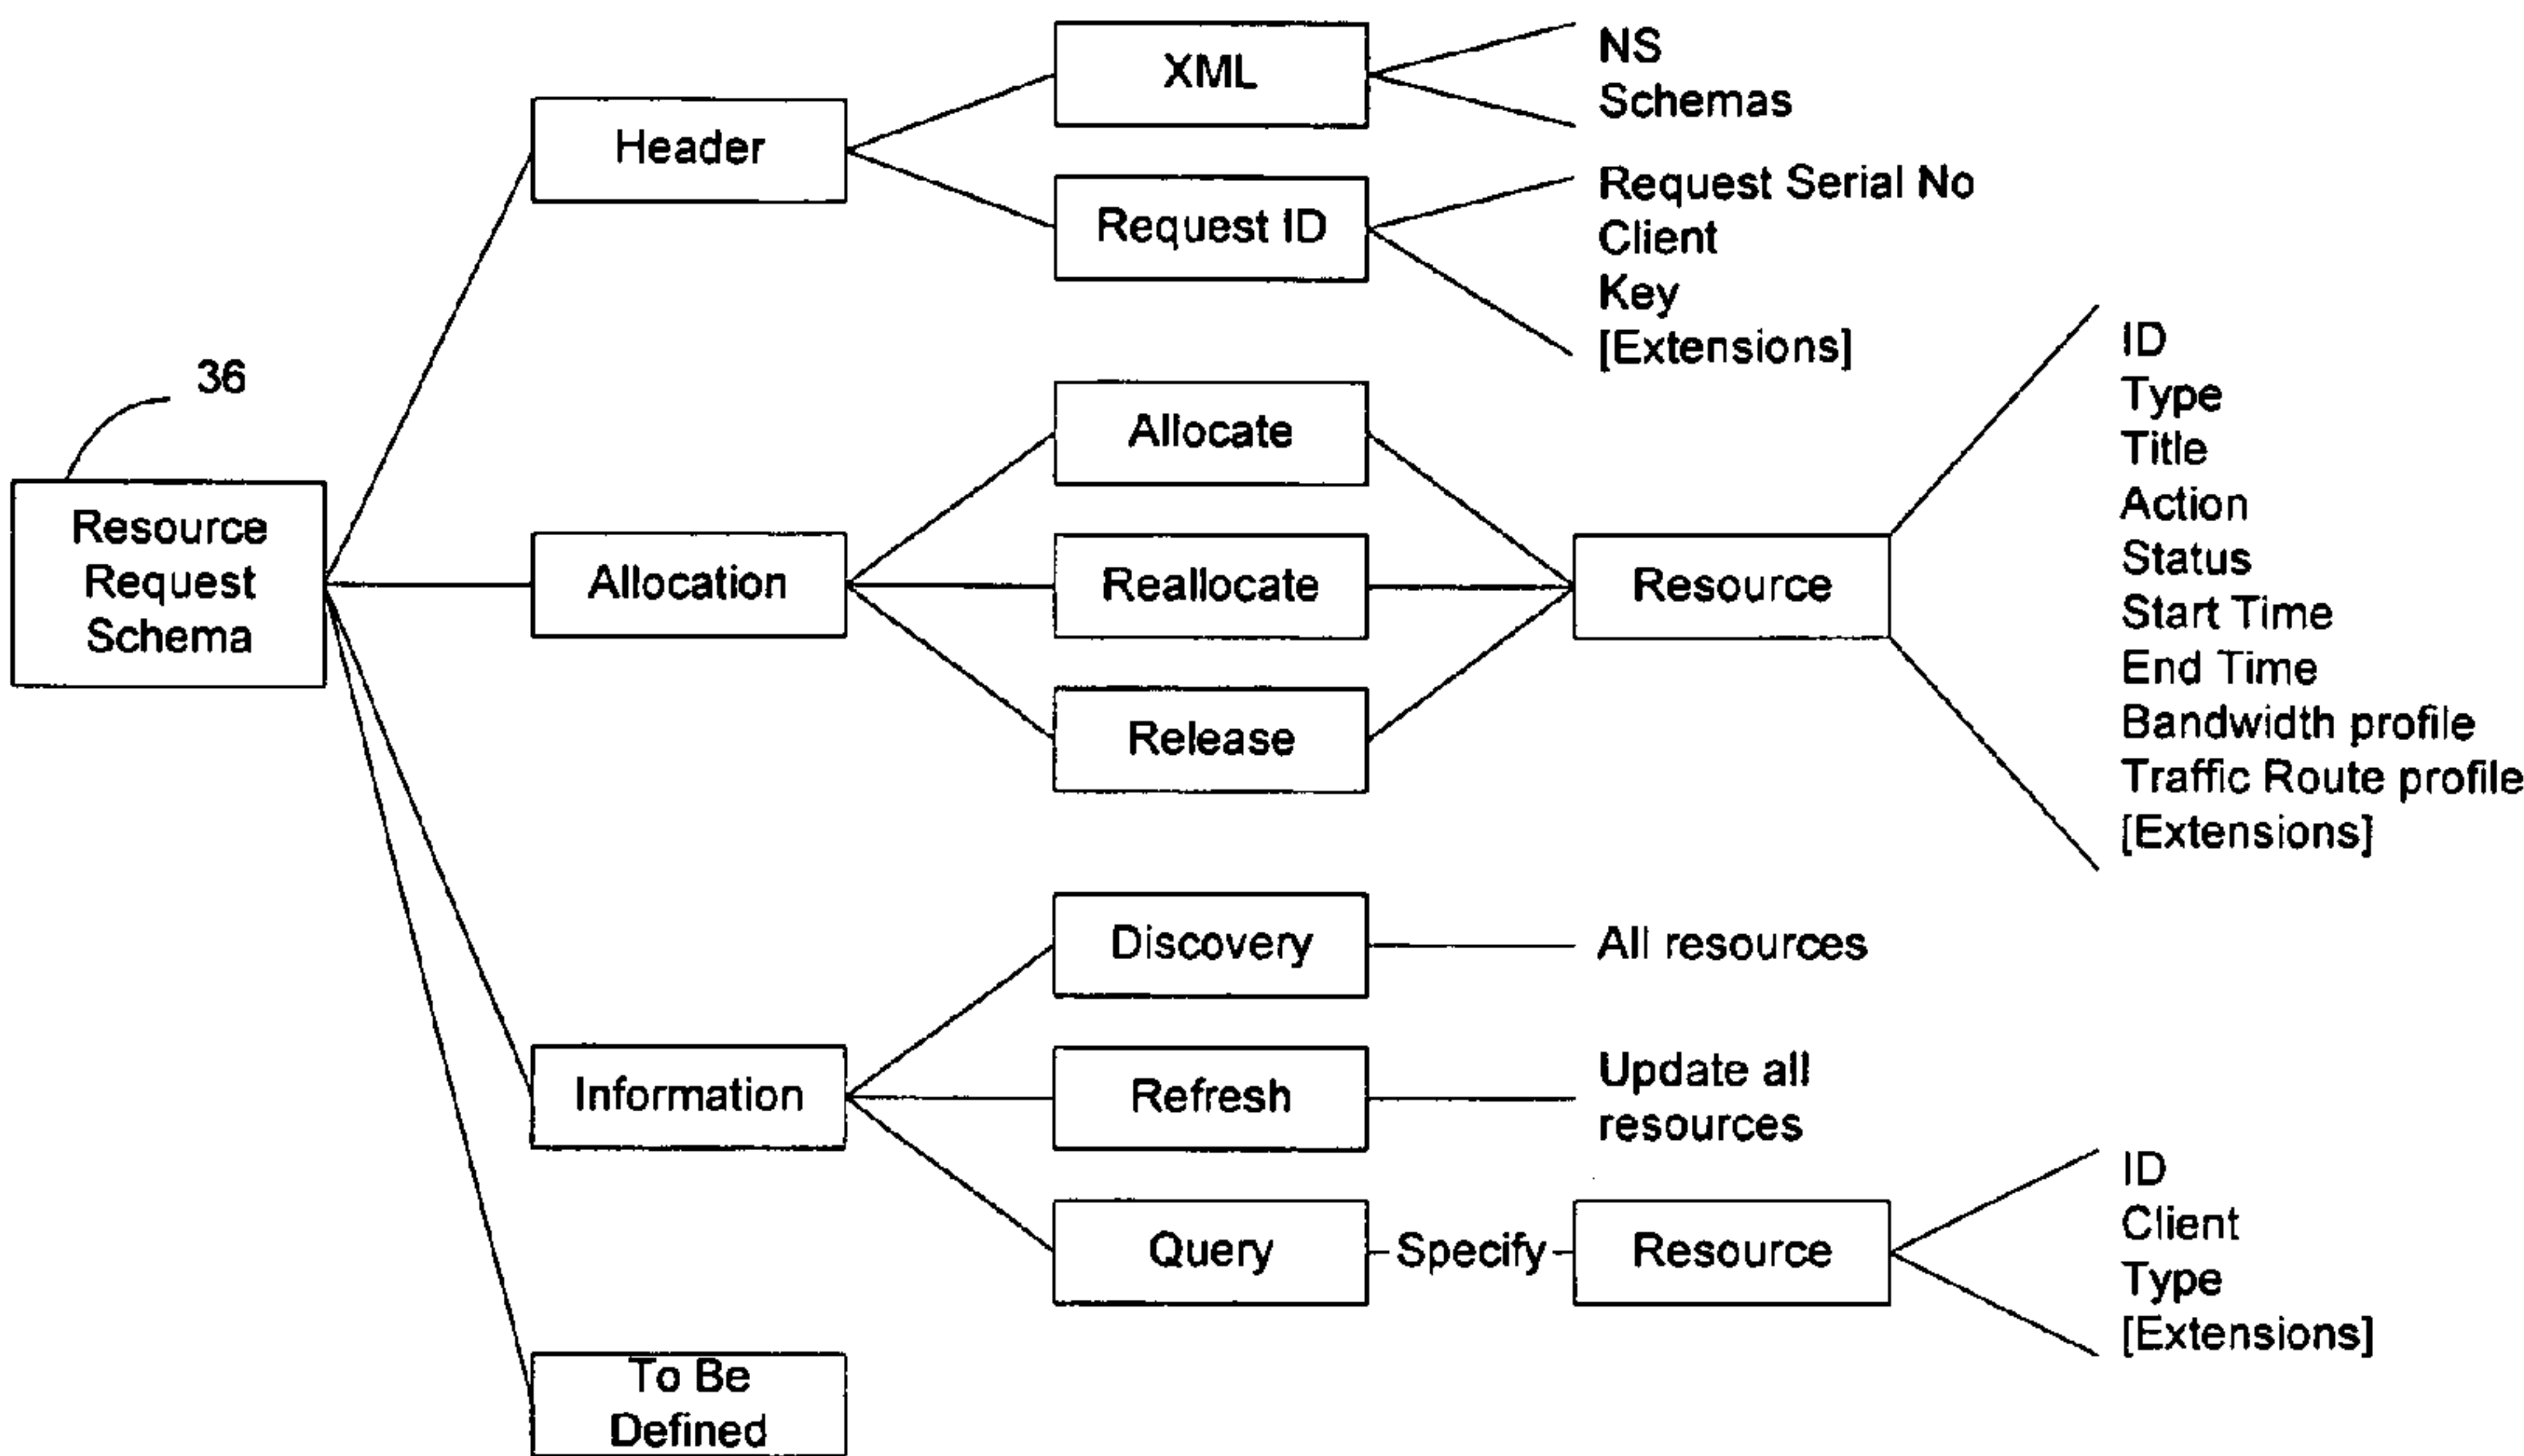 XML
NS
Schemas
Header
Request ID
Request Serial No
Client
Key
[Extensions]
36
Resource
Request
Schema
Allocation
Allocate
Reallocate
Release
Resource
ID
Type
Title
Action
Status
Start Time
End Time
Bandwidth profile
Traffic Route profile
[Extensions]
Information
Discovery
All resources
Refresh
Update all
resources
Query
Specify
Resource
ID
Client
Type
[Extensions]
To Be
Defined